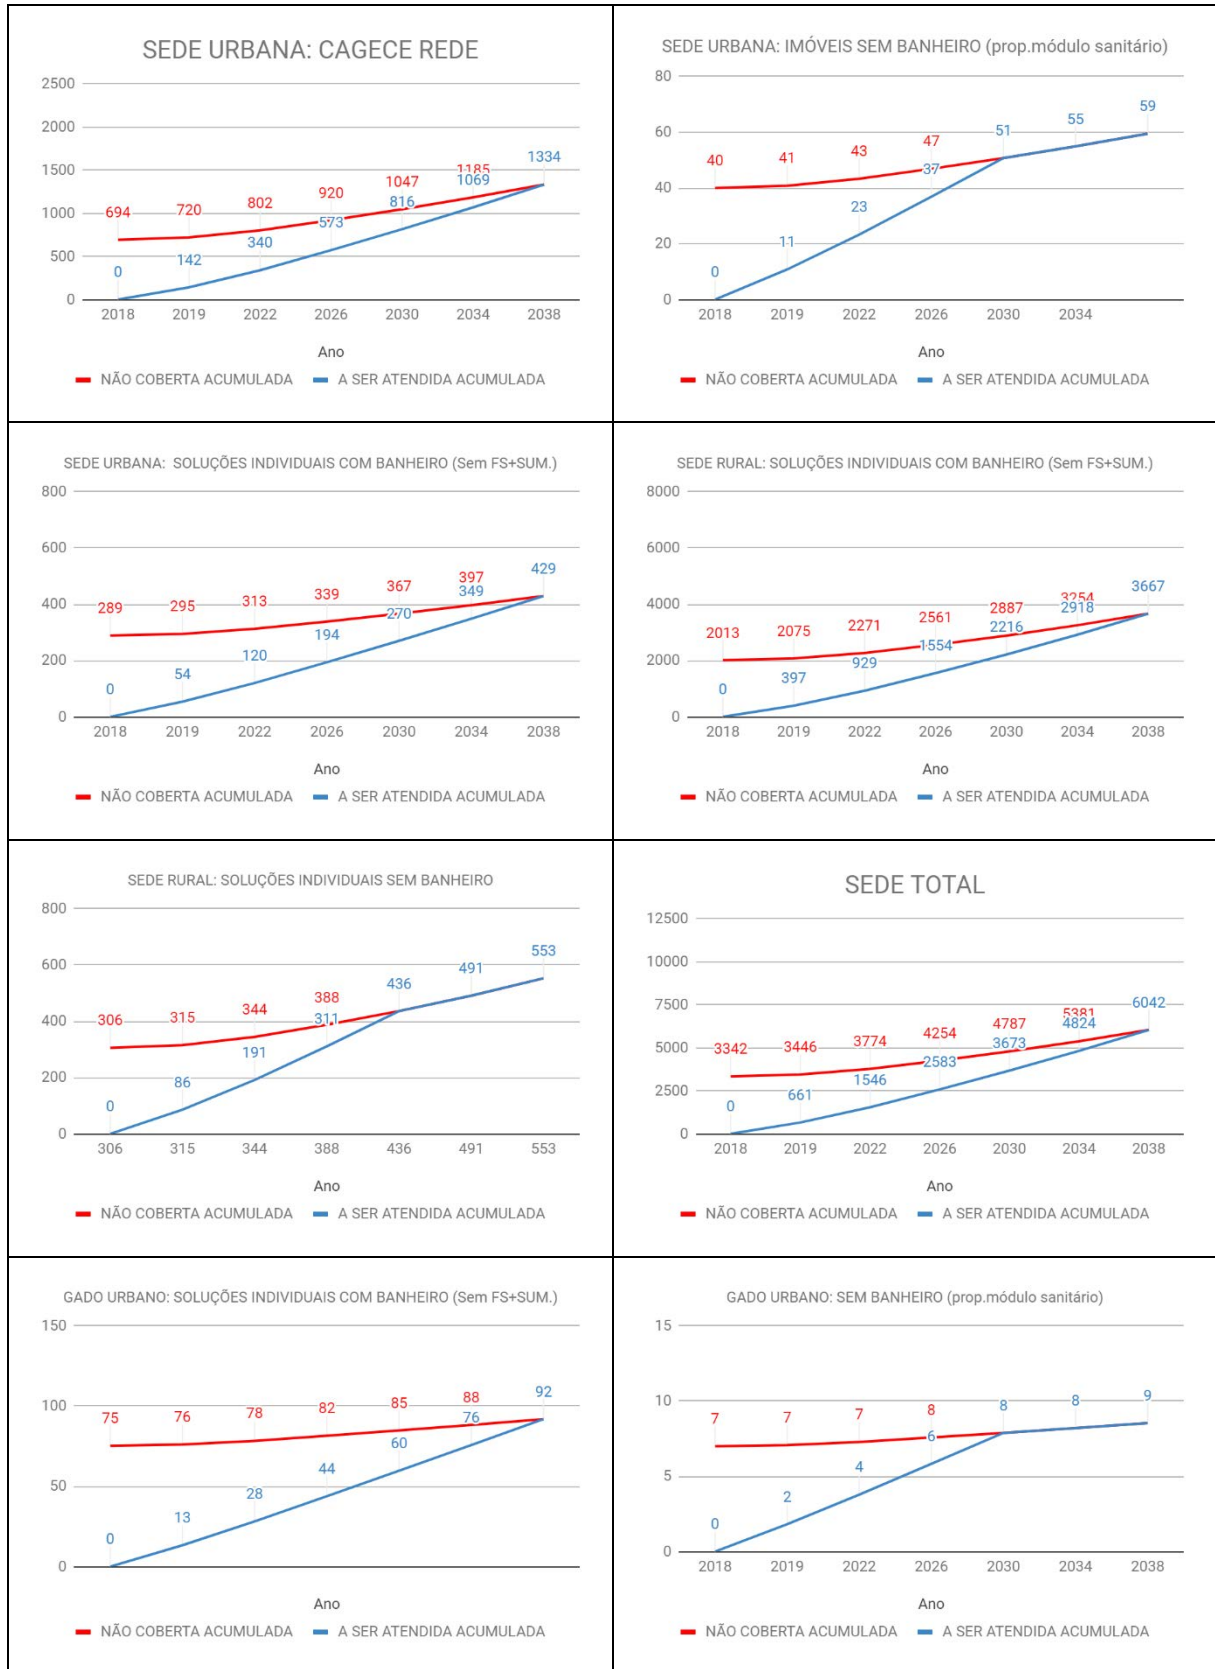 SEDE URBANA: CAGECE REDE
2500
2000
1500
1000
500
0
694 720 802 920 1047 1185 1334
0 142 340 573 816 1069
2018 2019 2022 2026 2030 2034 2038
Ano
NÃO COBERTA ACUMULADA A SER ATENDIDA ACUMULADA
SEDE URBANA: IMÓVEIS SEM BANHEIRO (prop.módulo sanitário)
80
60
40
20
0
40 41 43 47 51 55 59
0 11 23 37
2018 2019 2022 2026 2030 2034
Ano
NÃO COBERTA ACUMULADA A SER ATENDIDA ACUMULADA
SEDE URBANA: SOLUÇÕES INDIVIDUAIS COM BANHEIRO (Sem FS+SUM.)
800
600
400
200
0
289 295 313 339 367 397 429
0 54 120 194 270 349
2018 2019 2022 2026 2030 2034 2038
Ano
NÃO COBERTA ACUMULADA A SER ATENDIDA ACUMULADA
SEDE RURAL: SOLUÇÕES INDIVIDUAIS COM BANHEIRO (Sem FS+SUM.)
8000
6000
4000
2000
0
2013 2075 2271 2561 2887 3254 3667
0 397 929 1554 2216 2918
2018 2019 2022 2026 2030 2034 2038
Ano
NÃO COBERTA ACUMULADA A SER ATENDIDA ACUMULADA
SEDE RURAL: SOLUÇÕES INDIVIDUAIS SEM BANHEIRO
800
600
400
200
0
306 315 344 388 436 491 553
0 86 191 311
306 315 344 388 436 491 553
Ano
NÃO COBERTA ACUMULADA A SER ATENDIDA ACUMULADA
SEDE TOTAL
12500
10000
7500
5000
2500
0
3342 3446 3774 4254 4787 5381 6042
0 661 1546 2583 3673 4824
2018 2019 2022 2026 2030 2034 2038
Ano
NÃO COBERTA ACUMULADA A SER ATENDIDA ACUMULADA
GADO URBANO: SOLUÇÕES INDIVIDUAIS COM BANHEIRO (Sem FS+SUM.)
150
100
50
0
75 76 78 82 85 88 92
0 13 28 44 60 76
Ano
NÃO COBERTA ACUMULADA A SER ATENDIDA ACUMULADA
GADO URBANO: SEM BANHEIRO (prop.módulo sanitário)
15
10
5
0
7 7 7 8 8 8 9
0 2 4 6
2018 2019 2022 2026 2030 2034 2038
Ano
NÃO COBERTA ACUMULADA A SER ATENDIDA ACUMULADA